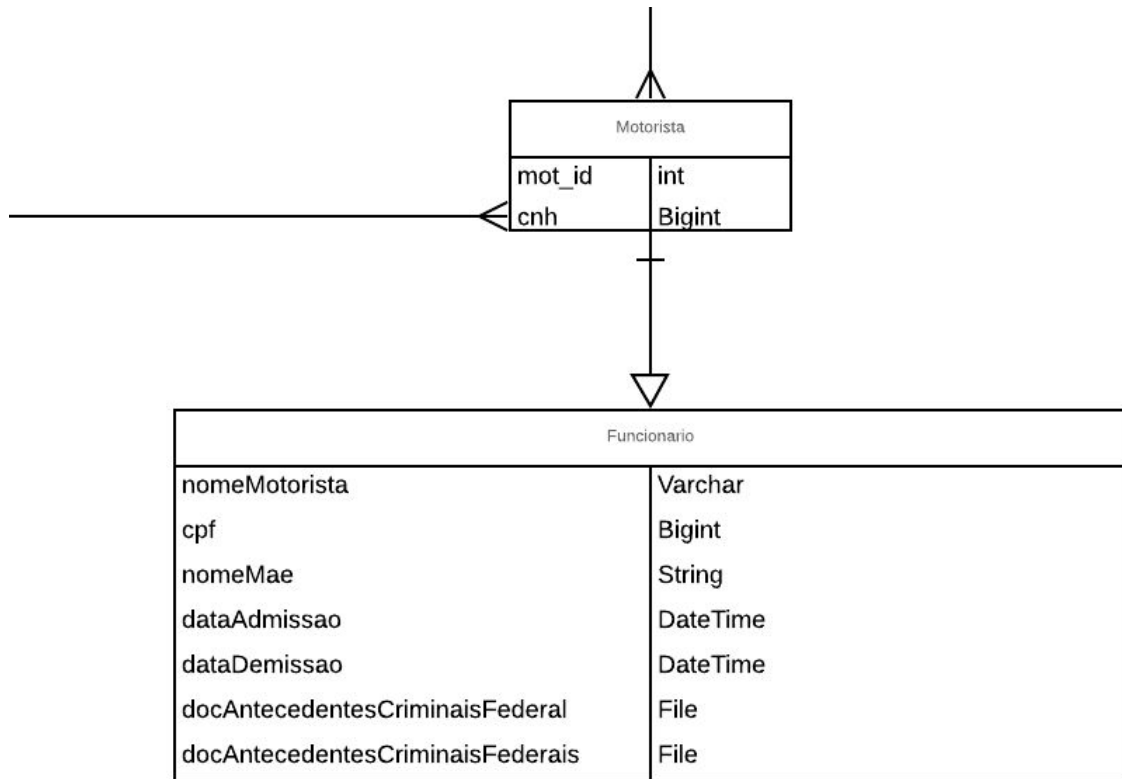 Motorista
mot_id int
cnh Bigint
Funcionario
nomeMotorista Varchar
cpf Bigint
nomeMae String
dataAdmissao DateTime
dataDemissao DateTime
docAntecedentesCriminaisFederal File
docAntecedentesCriminaisFederais File